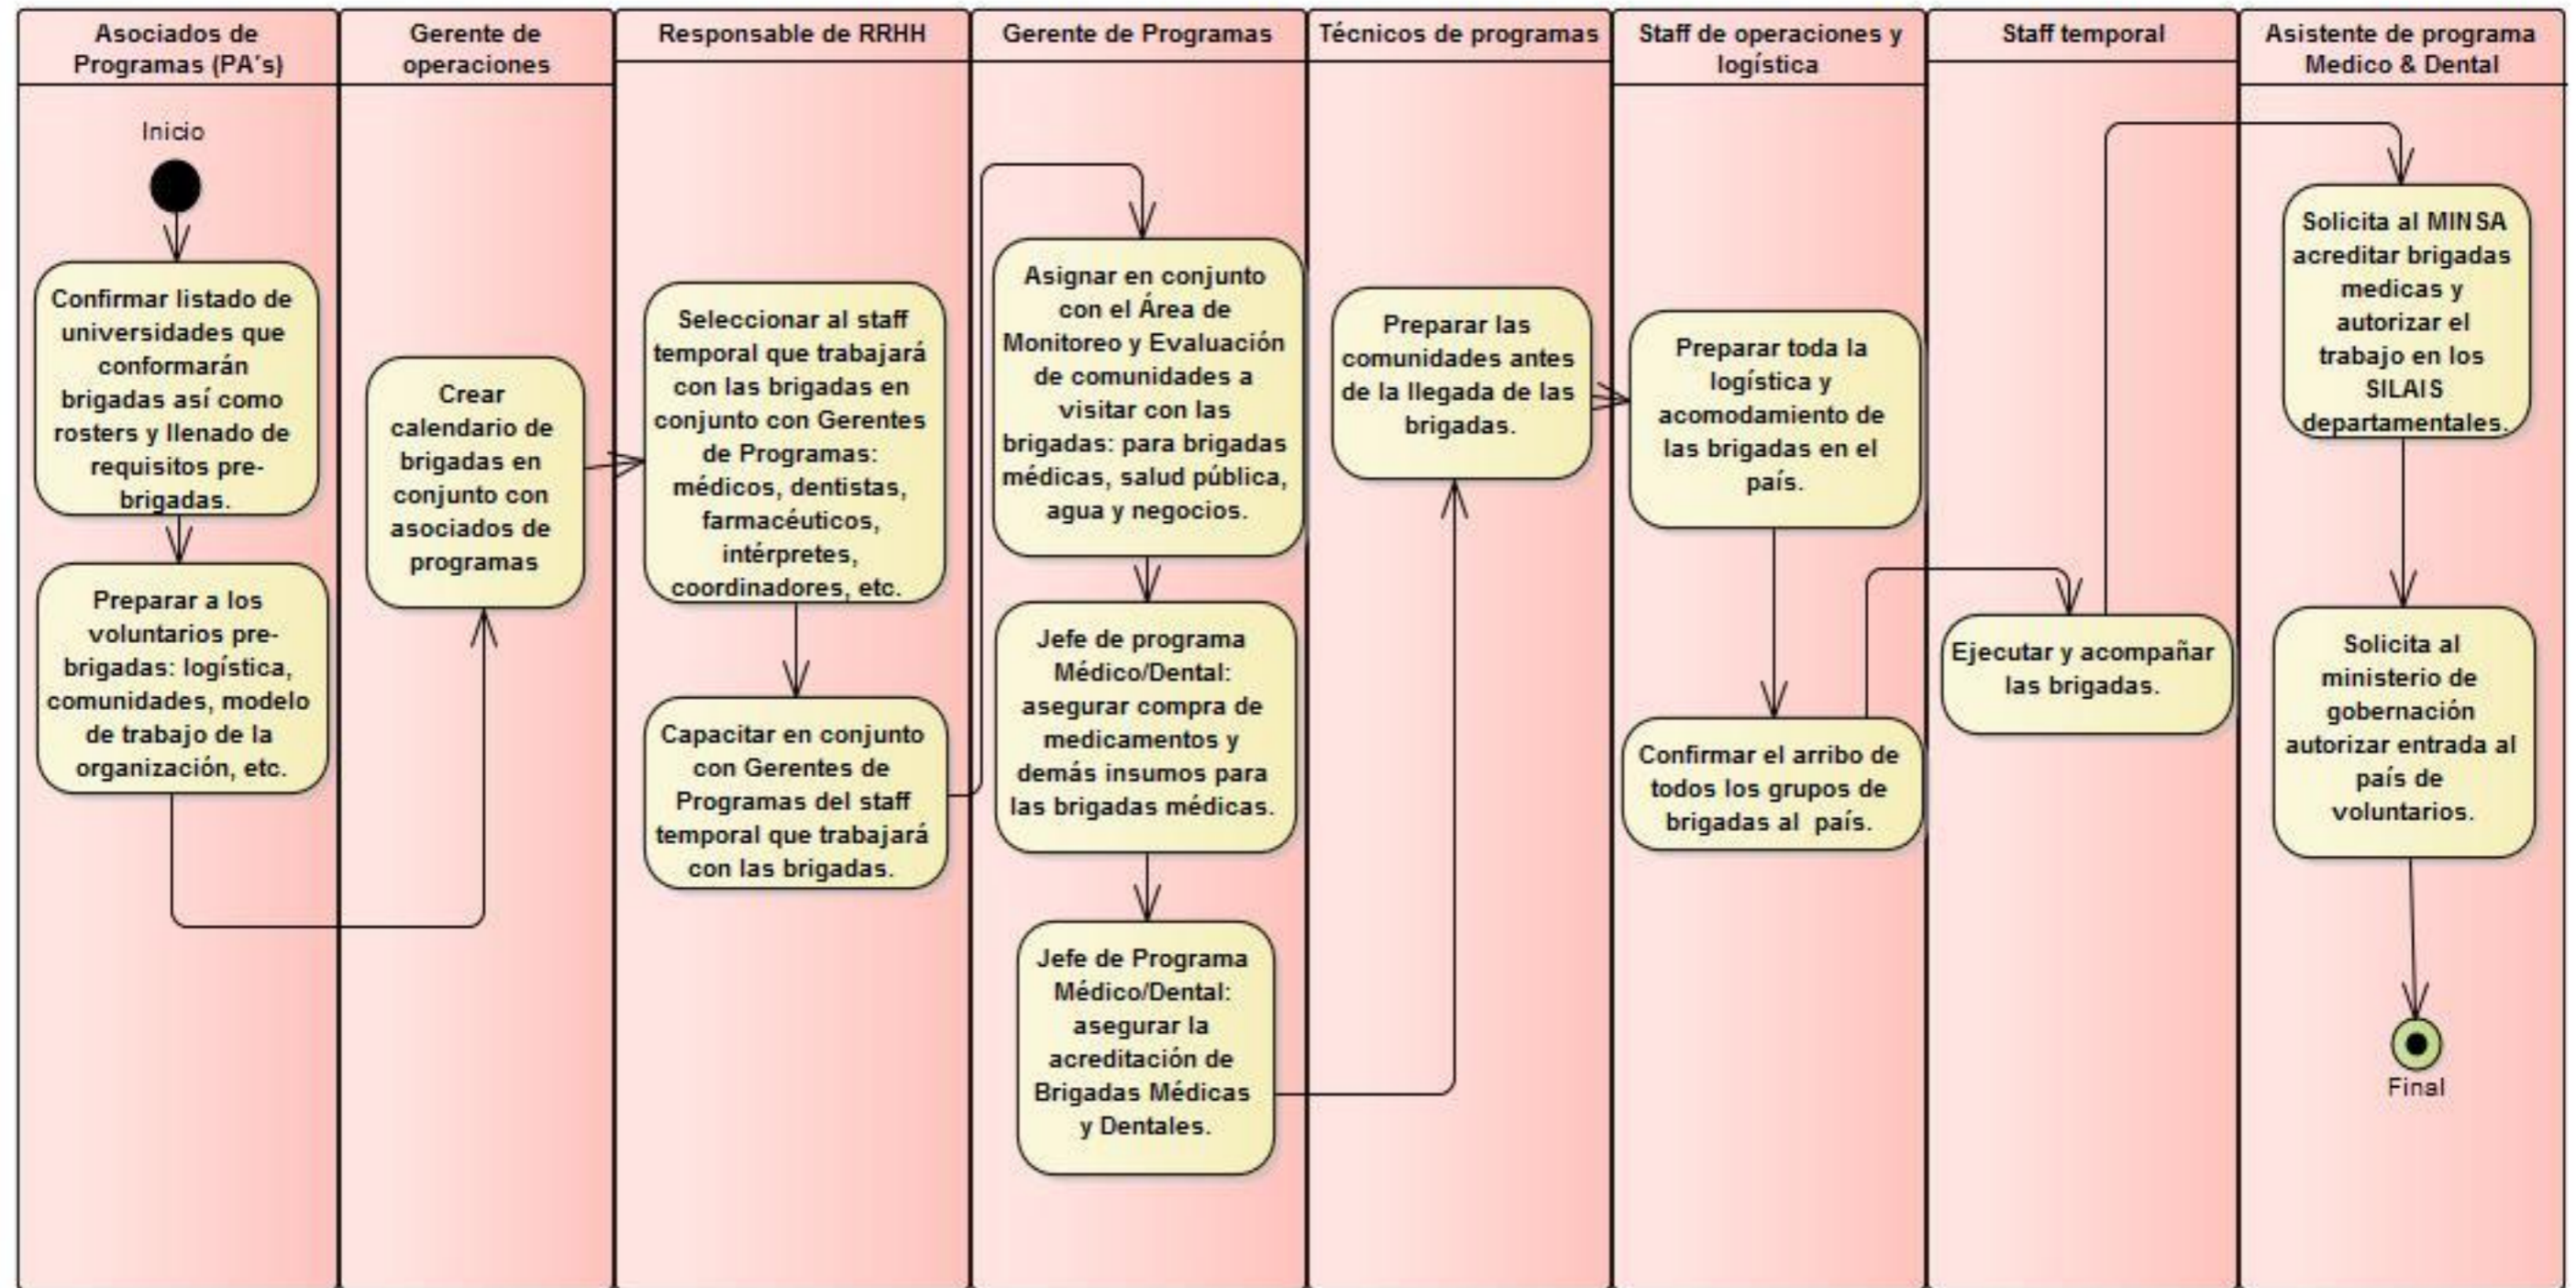 Asociados de
Programas (PA's)
Gerente de
operaciones
Responsable de RRHH
Gerente de Programas
Técnicos de programas
Staff de operaciones y
logística
Staff temporal
Asistente de programa
Medico & Dental
Inicio
Confirmar listado de
universidades que
conformarán
brigadas así como
rosters y llenado de
requisitos pre-
brigadas.
Preparar a los
voluntarios pre-
brigadas: logística,
comunidades, modelo
de trabajo de la
organización, etc.
Crear
calendario de
brigadas en
conjunto con
asociados de
programas
Seleccionar al staff
temporal que trabajará
con las brigadas en
conjunto con Gerentes
de Programas:
médicos, dentistas,
farmacéuticos,
intérpretes,
coordinadores, etc.
Capacitar en conjunto
con Gerentes de
Programas del staff
temporal que trabajará
con las brigadas.
Asignar en conjunto
con el Área de
Monitoreo y Evaluación
de comunidades a
visitar con las
brigadas: para brigadas
médicas, salud pública,
agua y negocios.
Jefe de programa
Médico/Dental:
asegurar compra de
medicamentos y
demás insumos para
las brigadas médicas.
Jefe de Programa
Médico/Dental:
asegurar la
acreditación de
Brigadas Médicas
y Dentales.
Preparar las
comunidades antes
de la llegada de las
brigadas.
Preparar toda la
logística y
acomodamiento de
las brigadas en el
país.
Confirmar el arribo de
todos los grupos de
brigadas al país.
Ejecutar y acompañar
las brigadas.
Solicita al MINSA
acreditar brigadas
medicas y
autorizar el
trabajo en los
SILAIS
departamentales.
Solicita al
ministerio de
gobernación
autorizar entrada al
país de
voluntarios.
Final